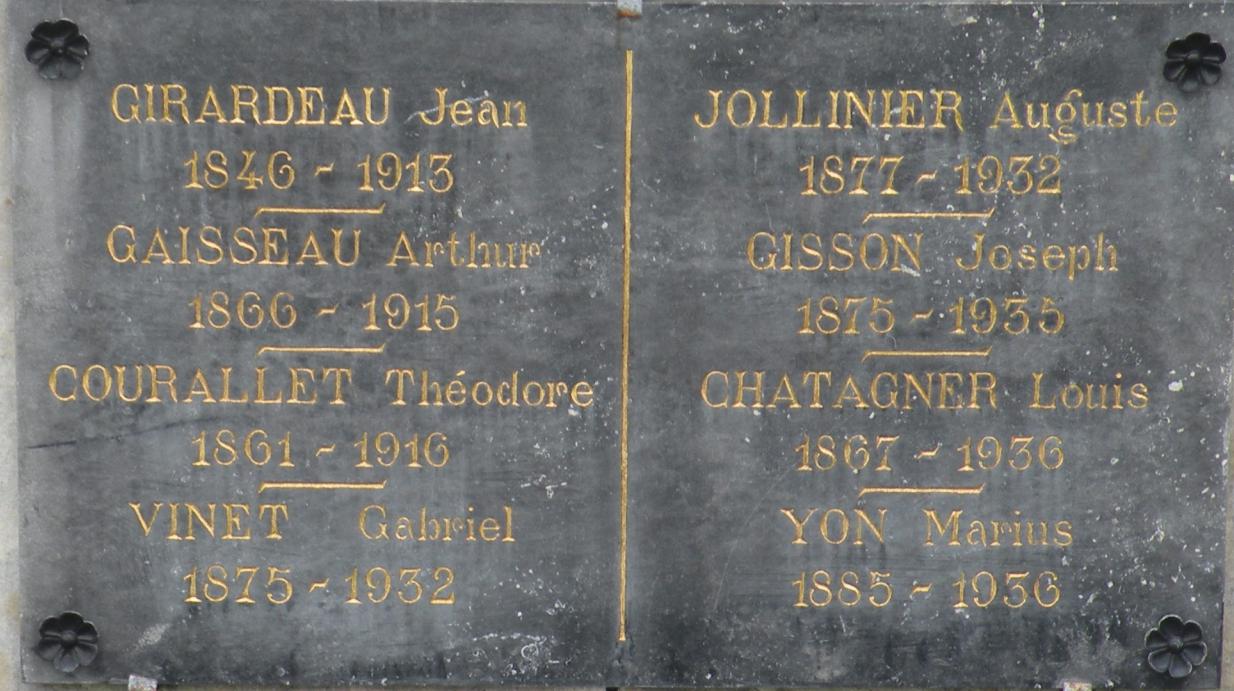 GIRARDEAU Jean
1846 - 1913
GAISSEAU Arthur
1866 - 1915
COURALLET Théodore
1861 - 1916
VINET Gabriel
1875 - 1932
JOLLINIER Auguste
1877 - 1932
GISSON Joseph
1875 - 1935
CHATAGNER Louis
1867 - 1936
YON Marius
1885 - 1936